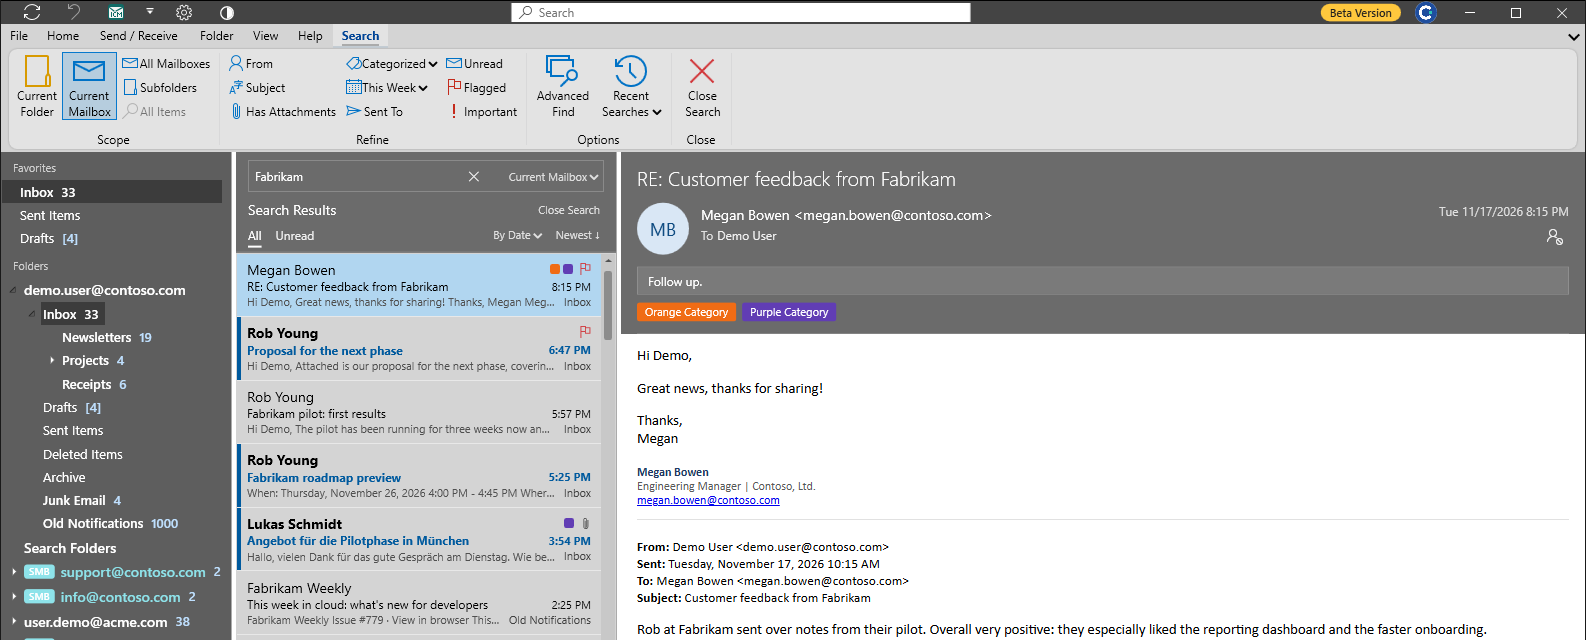 Search
Beta Version
File Home Send / Receive Folder View Help Search
Current Folder
Current Mailbox
All Mailboxes
Subfolders
All Items
Scope
From
Subject
Has Attachments
Categorized
This Week
Sent To
Unread
Flagged
Important
Refine
Advanced Find
Recent Searches
Options
Close Search
Close
Favorites
Inbox 33
Sent Items
Drafts [4]
Folders
demo.user@contoso.com
Inbox 33
Newsletters 19
Projects 4
Receipts 6
Drafts [4]
Sent Items
Deleted Items
Archive
Junk Email 4
Old Notifications 1000
Search Folders
SMB support@contoso.com 2
SMB info@contoso.com 2
user.demo@acme.com 38
Fabrikam Current Mailbox
Search Results Close Search
All Unread By Date Newest ↓
Megan Bowen
RE: Customer feedback from Fabrikam 8:15 PM
Hi Demo, Great news, thanks for sharing! Thanks, Megan Meg... Inbox
Rob Young
Proposal for the next phase 6:47 PM
Hi Demo, Attached is our proposal for the next phase, coverin... Inbox
Rob Young
Fabrikam pilot: first results 5:57 PM
Hi Demo, The pilot has been running for three weeks now an... Inbox
Rob Young
Fabrikam roadmap preview 5:25 PM
When: Thursday, November 26, 2026 4:00 PM - 4:45 PM Wher... Inbox
Lukas Schmidt
Angebot für die Pilotphase in München 3:54 PM
Hallo, vielen Dank für das gute Gespräch am Dienstag. Wie be... Inbox
Fabrikam Weekly
This week in cloud: what's new for developers 2:25 PM
Fabrikam Weekly Issue #779 · View in browser This... Old Notifications
RE: Customer feedback from Fabrikam
MB
Megan Bowen <megan.bowen@contoso.com>
To Demo User
Tue 11/17/2026 8:15 PM
Follow up.
Orange Category Purple Category
Hi Demo,
Great news, thanks for sharing!
Thanks,
Megan
Megan Bowen
Engineering Manager | Contoso, Ltd.
megan.bowen@contoso.com
From: Demo User <demo.user@contoso.com>
Sent: Tuesday, November 17, 2026 10:15 AM
To: Megan Bowen <megan.bowen@contoso.com>
Subject: Customer feedback from Fabrikam
Rob at Fabrikam sent over notes from their pilot. Overall very positive: they especially liked the reporting dashboard and the faster onboarding.